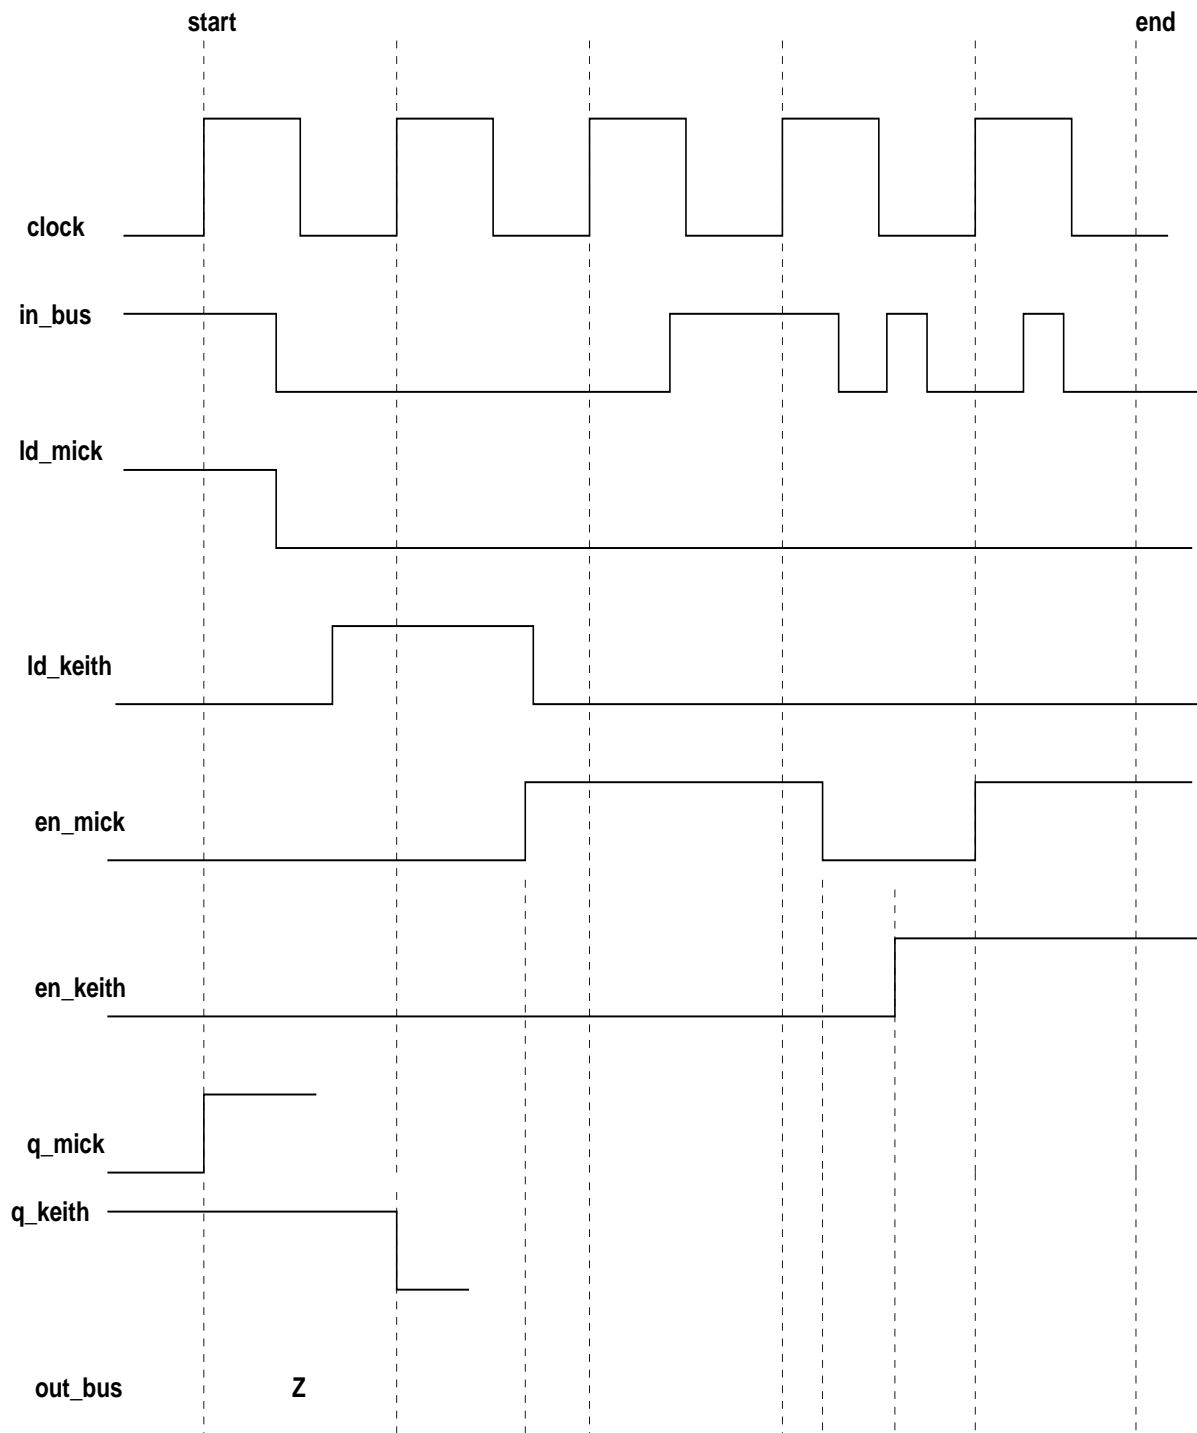 start
end
clock
in_bus
ld_mick
ld_keith
en_mick
en_keith
q_mick
q_keith
out_bus
Z